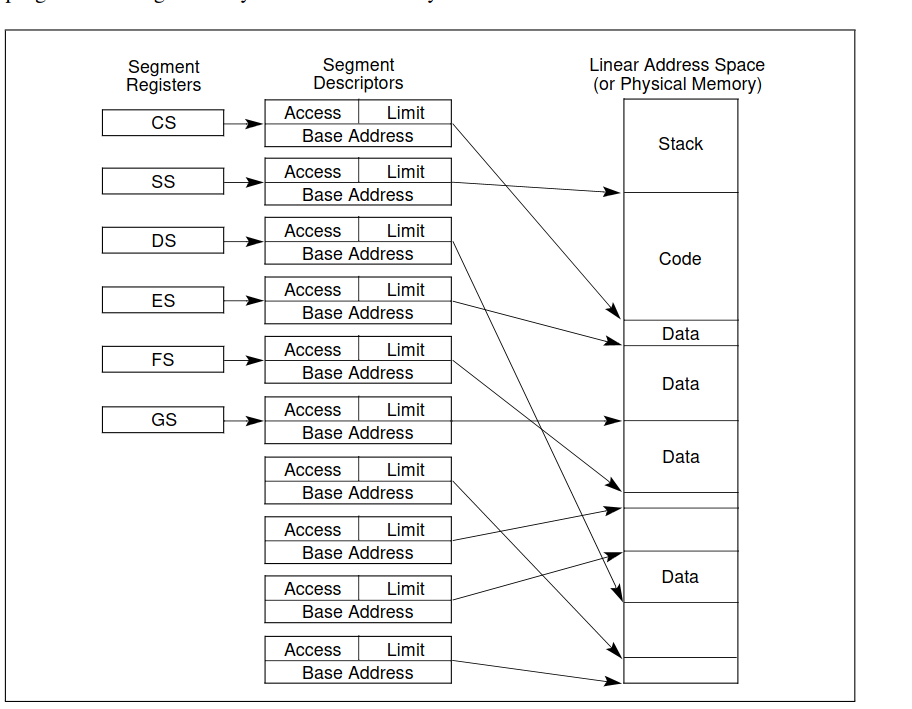 Segment
Registers
Segment
Descriptors
Linear Address Space
(or Physical Memory)
CS
Access Limit
Base Address
Stack
SS
Access Limit
Base Address
DS
Access Limit
Base Address
Code
ES
Access Limit
Base Address
Data
FS
Access Limit
Base Address
Data
GS
Access Limit
Base Address
Data
Access Limit
Base Address
Access Limit
Base Address
Access Limit
Base Address
Data
Access Limit
Base Address